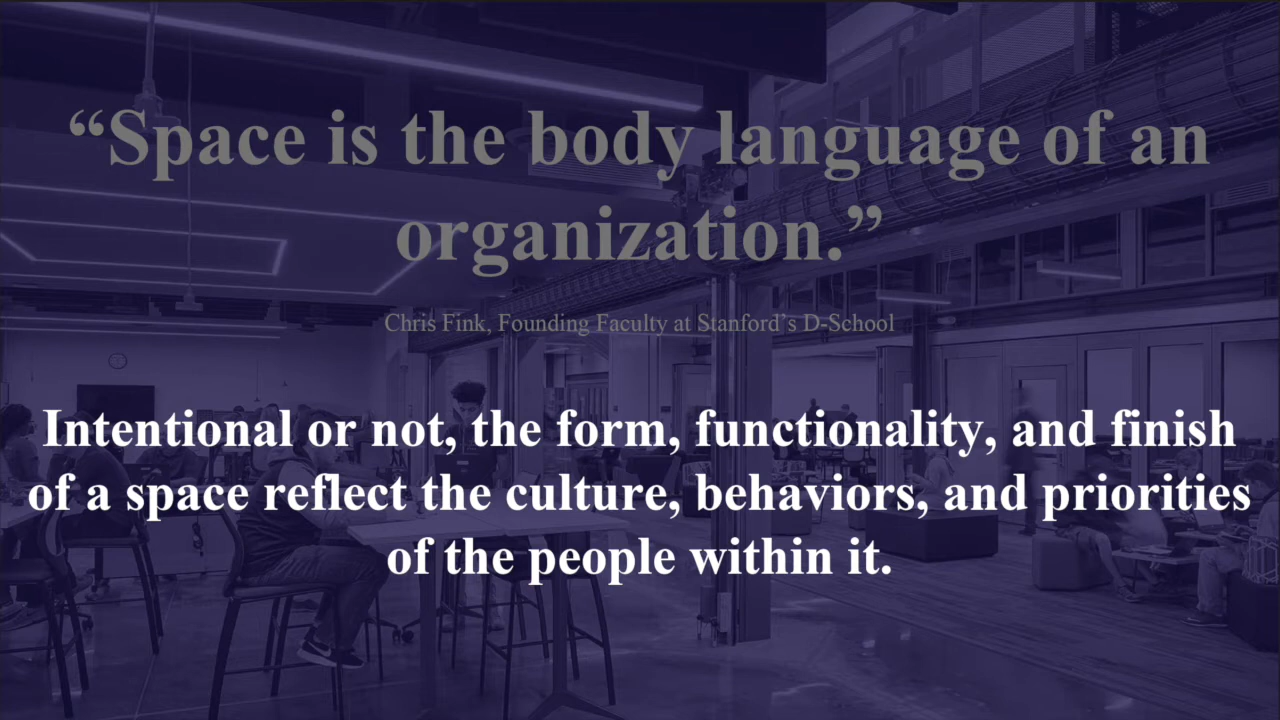 “Space is the body language of an
organization.”
Chris Fink, Founding Faculty at Stanford’s D-School
Intentional or not, the form, functionality, and finish
of a space reflect the culture, behaviors, and priorities
of the people within it.